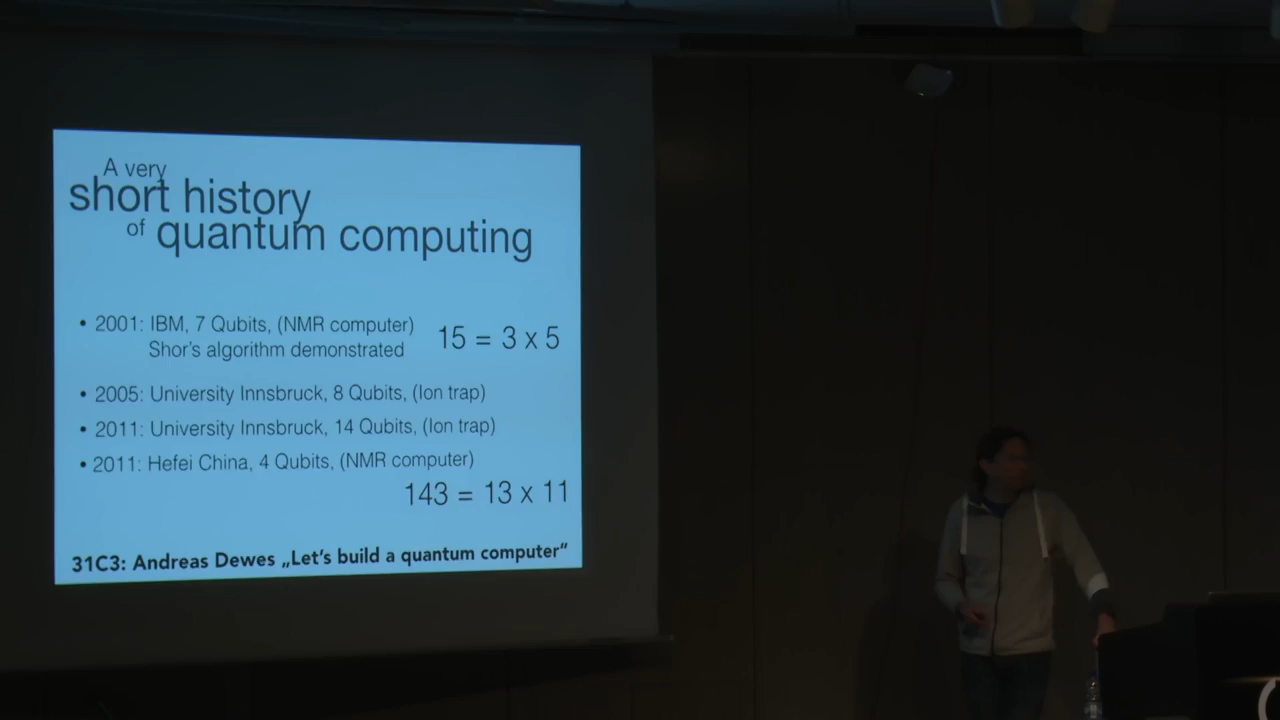 A very
short history
of quantum computing
• 2001: IBM, 7 Qubits, (NMR computer)
Shor's algorithm demonstrated
15 = 3 x 5
• 2005: University Innsbruck, 8 Qubits, (Ion trap)
• 2011: University Innsbruck, 14 Qubits, (Ion trap)
• 2011: Hefei China, 4 Qubits, (NMR computer)
143 = 13 x 11
31C3: Andreas Dewes „Let's build a quantum computer"